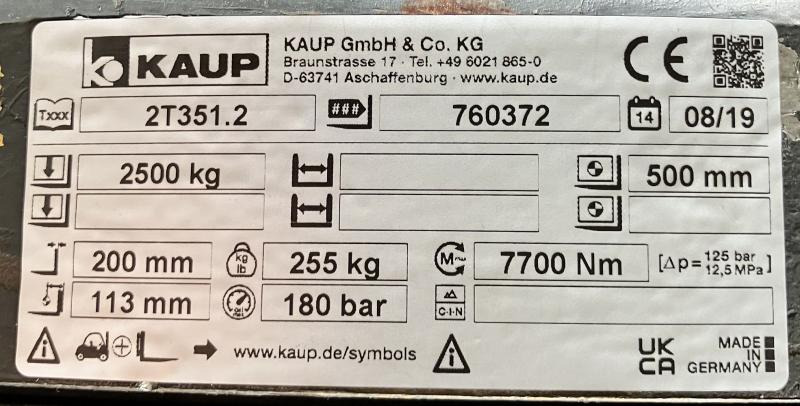 KAUP
KAUP GmbH & Co. KG
Braunstrasse 17 · Tel. +49 6021 865-0
D-63741 Aschaffenburg · www.kaup.de
CE
Txxx 2T351.2 ### 760372 14 08/19
2500 kg 500 mm
200 mm kg lb 255 kg M~ 7700 Nm [Δp=125 bar 12,5 MPa]
113 mm 180 bar C-I-N
www.kaup.de/symbols
UK CA
MADE IN GERMANY